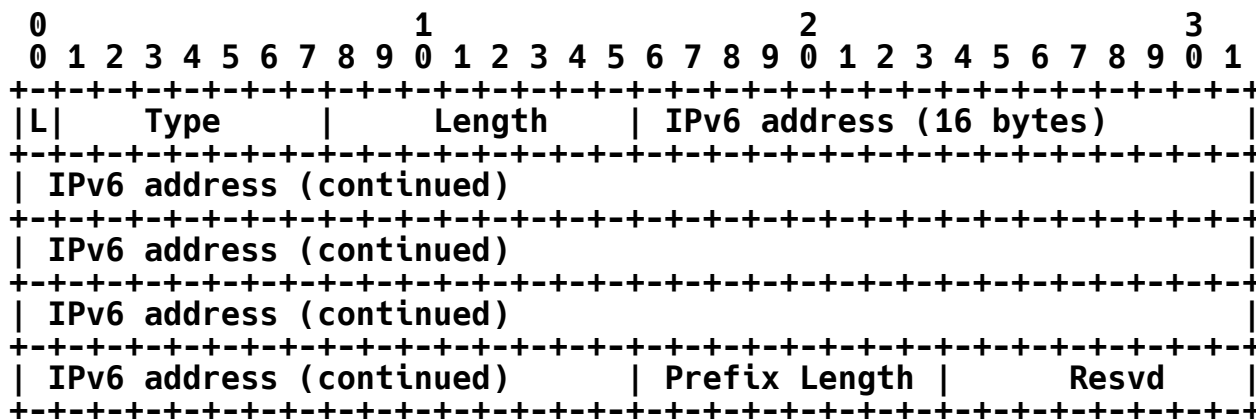 0                   1                   2                   3
 0 1 2 3 4 5 6 7 8 9 0 1 2 3 4 5 6 7 8 9 0 1 2 3 4 5 6 7 8 9 0 1
+-+-+-+-+-+-+-+-+-+-+-+-+-+-+-+-+-+-+-+-+-+-+-+-+-+-+-+-+-+-+-+-+
|L|    Type     |     Length    | IPv6 address (16 bytes)       |
+-+-+-+-+-+-+-+-+-+-+-+-+-+-+-+-+-+-+-+-+-+-+-+-+-+-+-+-+-+-+-+-+
| IPv6 address (continued)                                      |
+-+-+-+-+-+-+-+-+-+-+-+-+-+-+-+-+-+-+-+-+-+-+-+-+-+-+-+-+-+-+-+-+
| IPv6 address (continued)                                      |
+-+-+-+-+-+-+-+-+-+-+-+-+-+-+-+-+-+-+-+-+-+-+-+-+-+-+-+-+-+-+-+-+
| IPv6 address (continued)                                      |
+-+-+-+-+-+-+-+-+-+-+-+-+-+-+-+-+-+-+-+-+-+-+-+-+-+-+-+-+-+-+-+-+
| IPv6 address (continued)      | Prefix Length |      Resvd    |
+-+-+-+-+-+-+-+-+-+-+-+-+-+-+-+-+-+-+-+-+-+-+-+-+-+-+-+-+-+-+-+-+